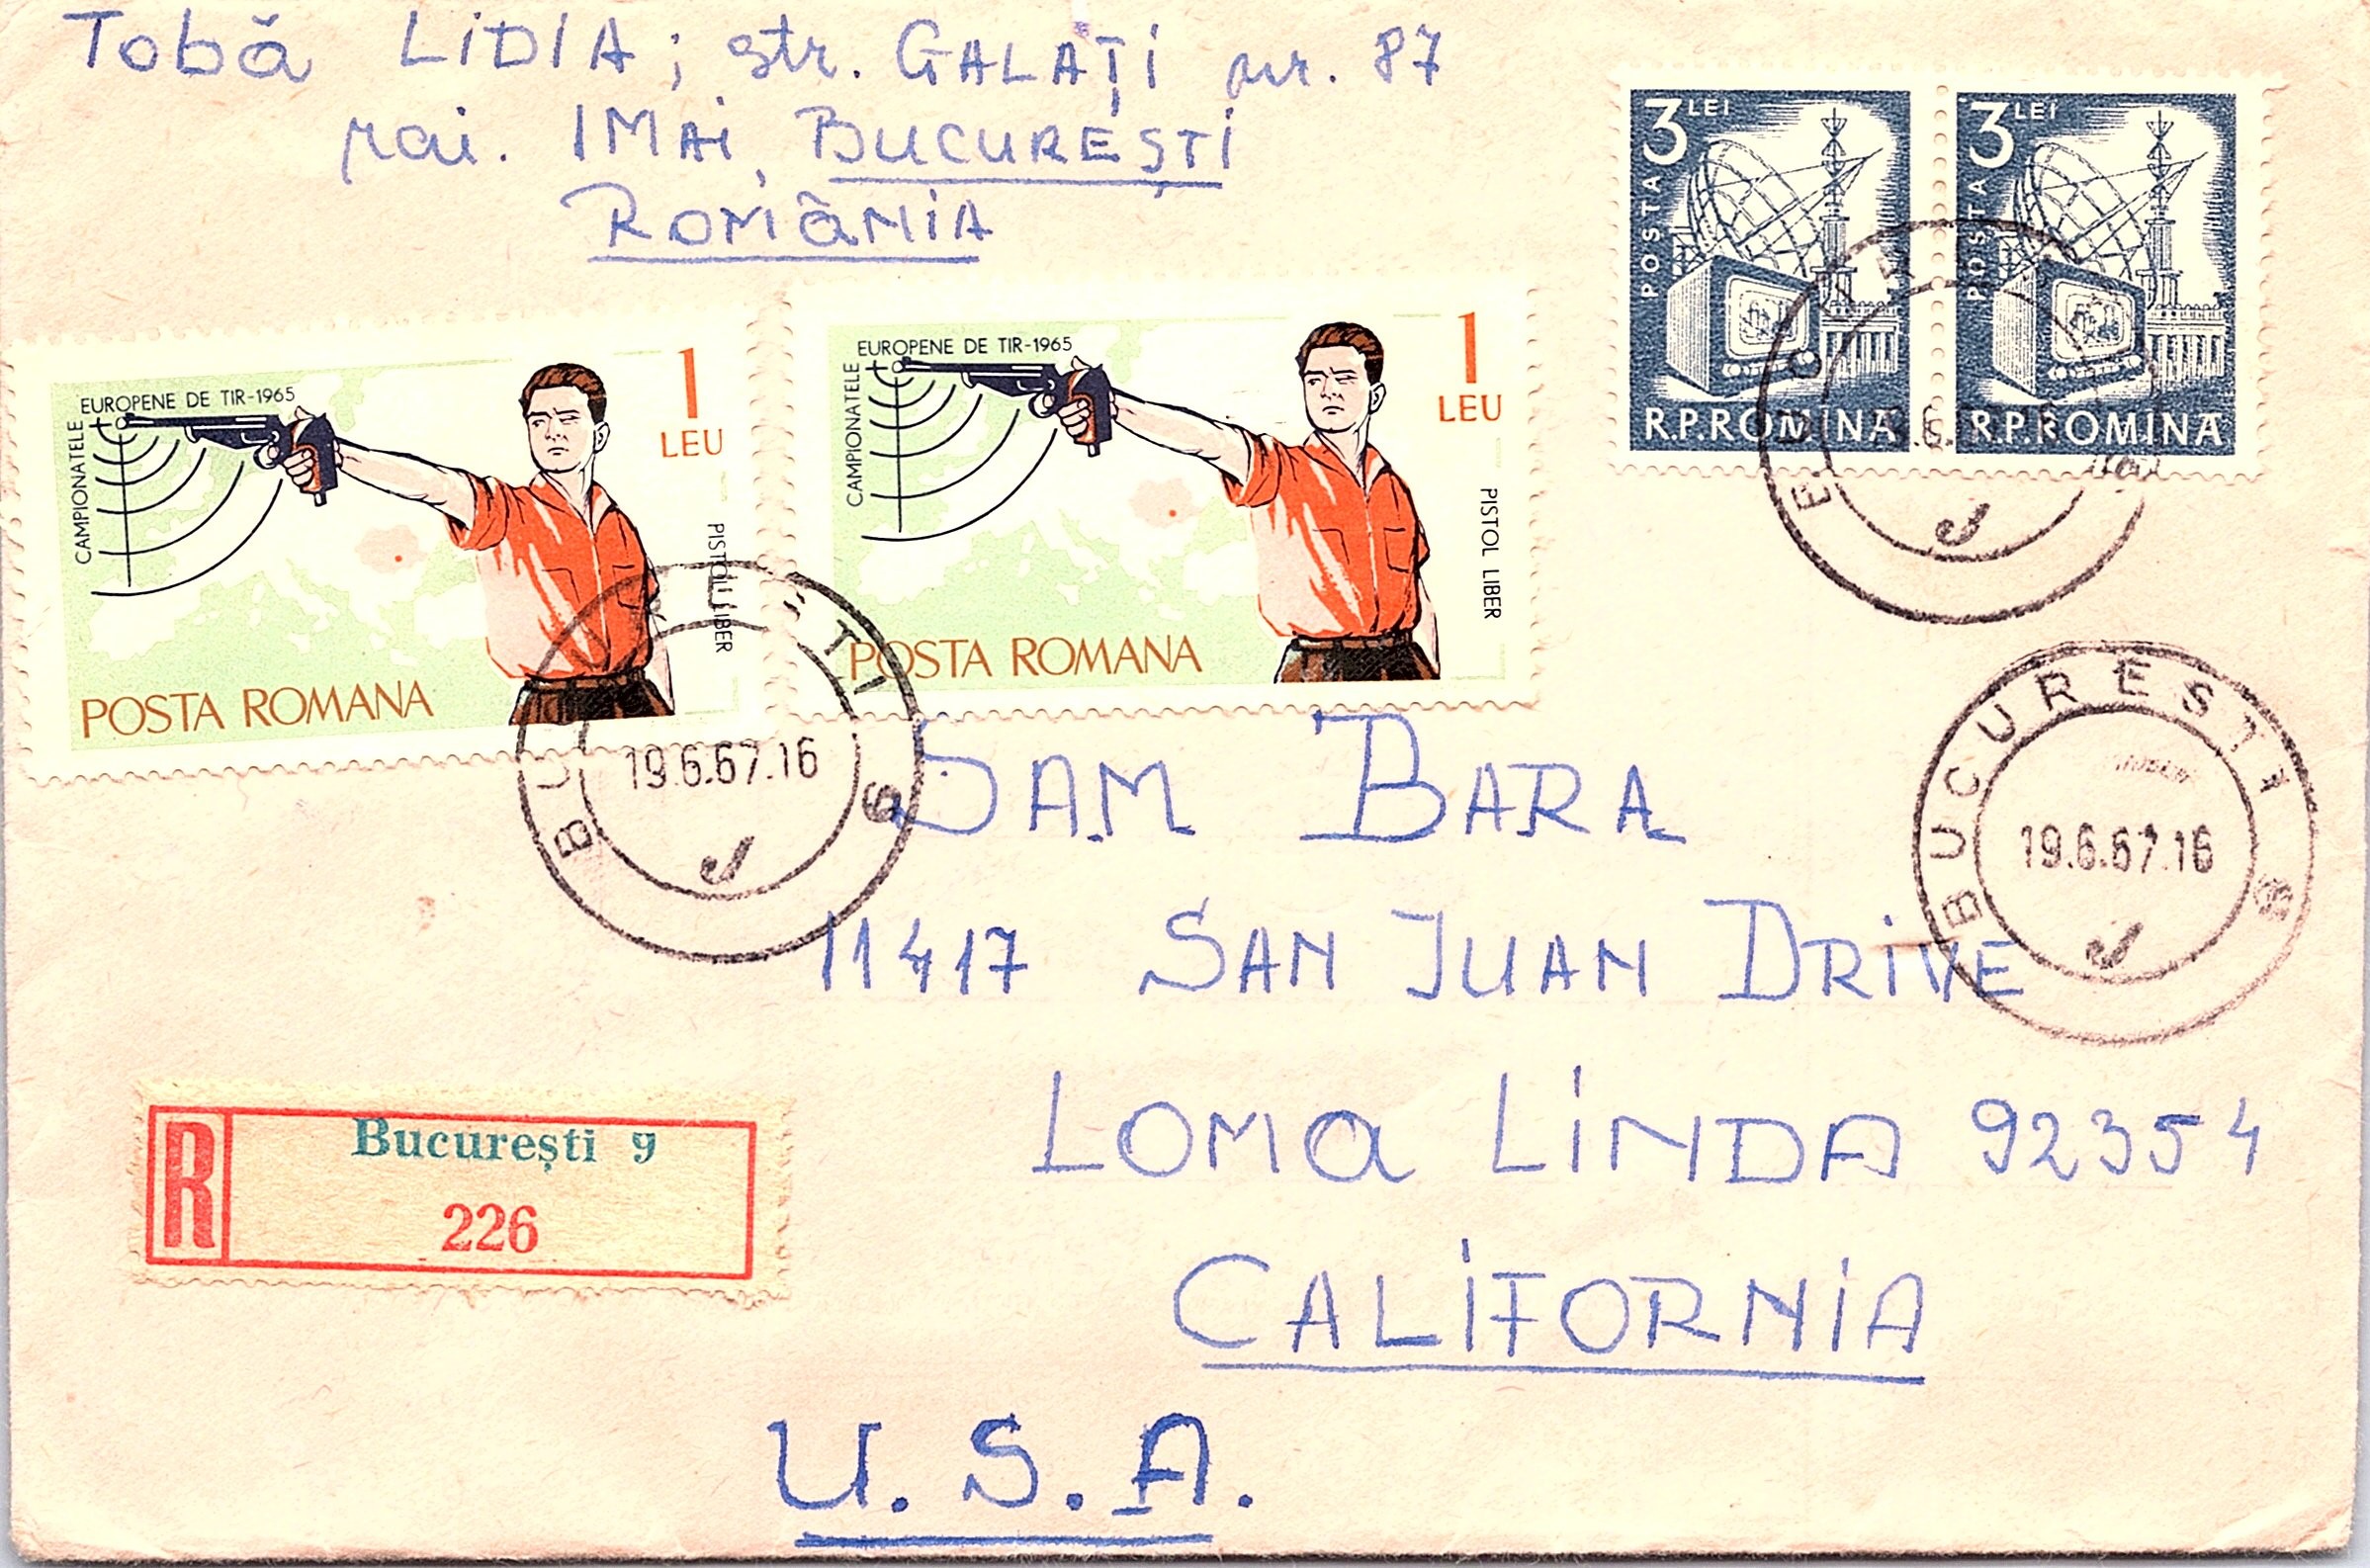 Tobă LIDIA; str. GALAȚI nr. 87
rai. 1 MAI, BUCUREȘTI
ROMÂNIA
3 LEI
POSTA
R.P.ROMINA
3 LEI
POSTA
R.P.ROMINA
CAMPIONATELE
EUROPENE DE TIR-1965
1
LEU
PISTOL LIBER
POSTA ROMANA
CAMPIONATELE
EUROPENE DE TIR-1965
1
LEU
PISTOL LIBER
POSTA ROMANA
19.6.67.16
BUCURESTI
19.6.67.16
SAM BARA
11417 SAN JUAN DRIVE
LOMA LINDA 92354
CALIFORNIA
U.S.A.
R
București 9
226